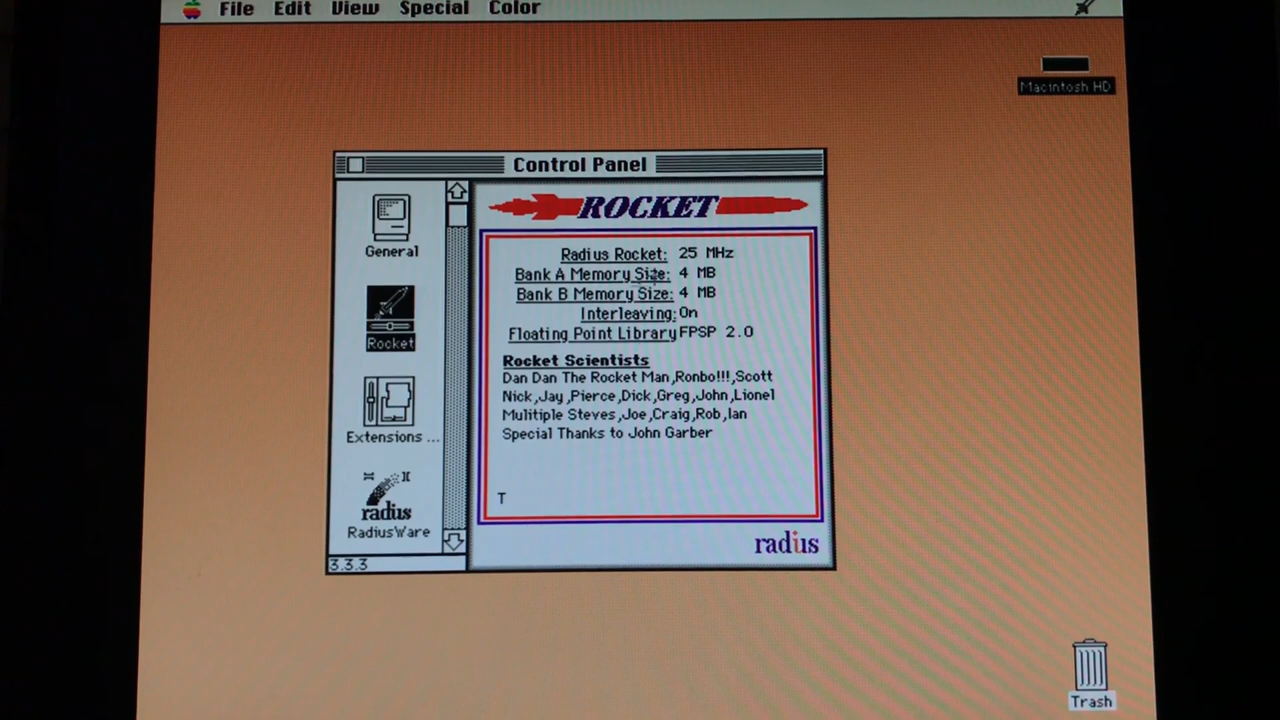 File Edit View Special Color
Macintosh HD
Control Panel
General
Rocket
Extensions ...
radius
RadiusWare
3.3.3
ROCKET
Radius Rocket: 25 MHz
Bank A Memory Size: 4 MB
Bank B Memory Size: 4 MB
Interleaving: On
Floating Point Library FPSP 2.0
Rocket Scientists
Dan Dan The Rocket Man,Ronbo!!!,Scott
Nick,Jay,Pierce,Dick,Greg,John,Lionel
Mulitiple Steves,Joe,Craig,Rob,Ian
Special Thanks to John Garber
T
radius
Trash